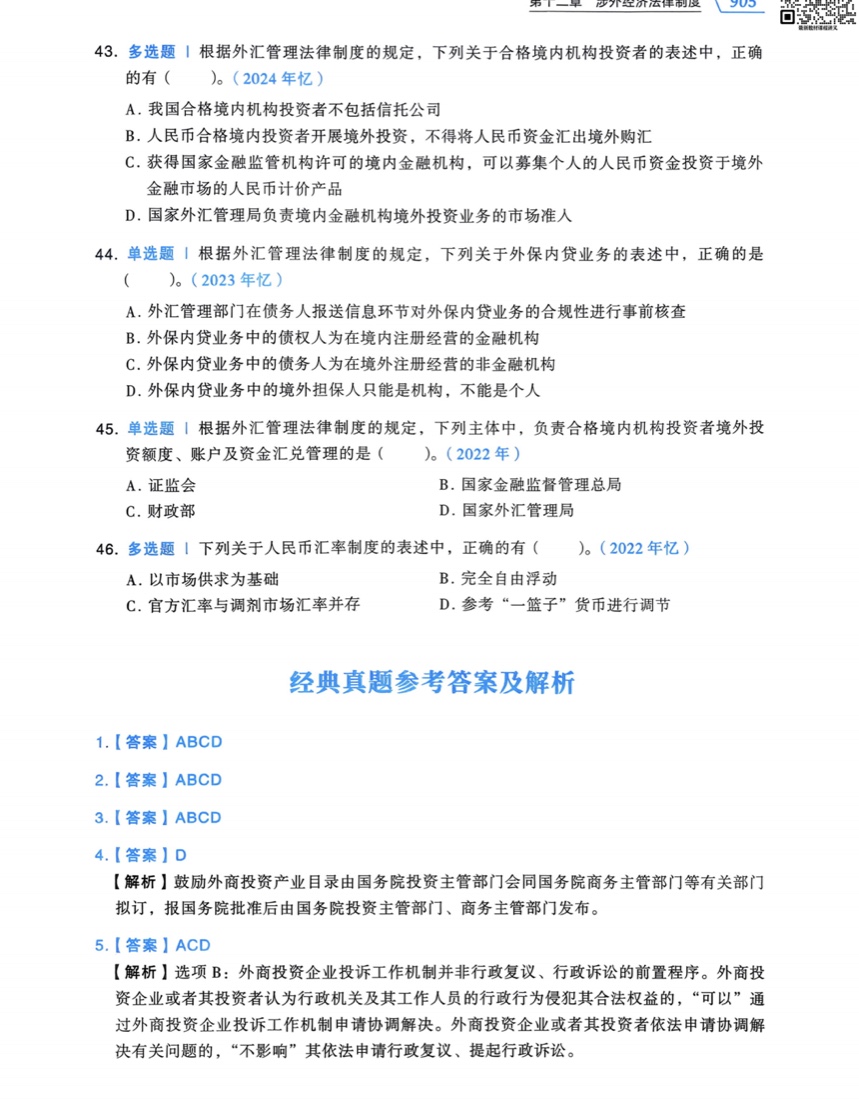 第十二章 涉外经济法律制度 905
43. 多选题 | 根据外汇管理法律制度的规定，下列关于合格境内机构投资者的表述中，正确
的有（　　）。（2024 年忆）
A. 我国合格境内机构投资者不包括信托公司
B. 人民币合格境内投资者开展境外投资，不得将人民币资金汇出境外购汇
C. 获得国家金融监管机构许可的境内金融机构，可以募集个人的人民币资金投资于境外
金融市场的人民币计价产品
D. 国家外汇管理局负责境内金融机构境外投资业务的市场准入
44. 单选题 | 根据外汇管理法律制度的规定，下列关于外保内贷业务的表述中，正确的是
（　　）。（2023 年忆）
A. 外汇管理部门在债务人报送信息环节对外保内贷业务的合规性进行事前核查
B. 外保内贷业务中的债权人为在境内注册经营的金融机构
C. 外保内贷业务中的债务人为在境外注册经营的非金融机构
D. 外保内贷业务中的境外担保人只能是机构，不能是个人
45. 单选题 | 根据外汇管理法律制度的规定，下列主体中，负责合格境内机构投资者境外投
资额度、账户及资金汇兑管理的是（　　）。（2022 年）
A. 证监会 B. 国家金融监督管理总局
C. 财政部 D. 国家外汇管理局
46. 多选题 | 下列关于人民币汇率制度的表述中，正确的有（　　）。（2022 年忆）
A. 以市场供求为基础 B. 完全自由浮动
C. 官方汇率与调剂市场汇率并存 D. 参考“一篮子”货币进行调节
经典真题参考答案及解析
1.【答案】ABCD
2.【答案】ABCD
3.【答案】ABCD
4.【答案】D
【解析】鼓励外商投资产业目录由国务院投资主管部门会同国务院商务主管部门等有关部门
拟订，报国务院批准后由国务院投资主管部门、商务主管部门发布。
5.【答案】ACD
【解析】选项 B：外商投资企业投诉工作机制并非行政复议、行政诉讼的前置程序。外商投
资企业或者其投资者认为行政机关及其工作人员的行政行为侵犯其合法权益的，“可以”通
过外商投资企业投诉工作机制申请协调解决。外商投资企业或者其投资者依法申请协调解
决有关问题的，“不影响”其依法申请行政复议、提起行政诉讼。